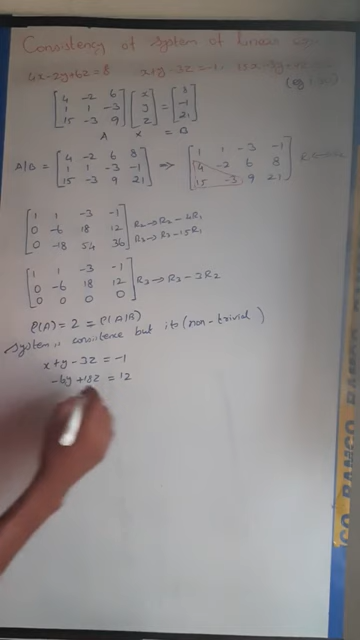 Consistency of System of Linear
4x-2y+6z=8 x+y-3z=-1, 15x-3y+9z
[4 -2 6; 1 1 -3; 15 -3 9] [x; y; z] = [8; -1; 21]
A x = B
A|B = [4 -2 6 8; 1 1 -3 -1; 15 -3 9 21] => [1 1 -3 -1; 4 -2 6 8; 15 -3 9 21]
[1 1 -3 -1; 0 -6 18 12; 0 -18 54 36] R₂→R₂-4R₁
R₃→R₃-15R₁
[1 1 -3 -1; 0 -6 18 12; 0 0 0 0] R₃→R₃-3R₂
ρ(A)=2=ρ(A|B)
System is consistence but its (non-trivial)
x+y-3z=-1
-6y+18z=12